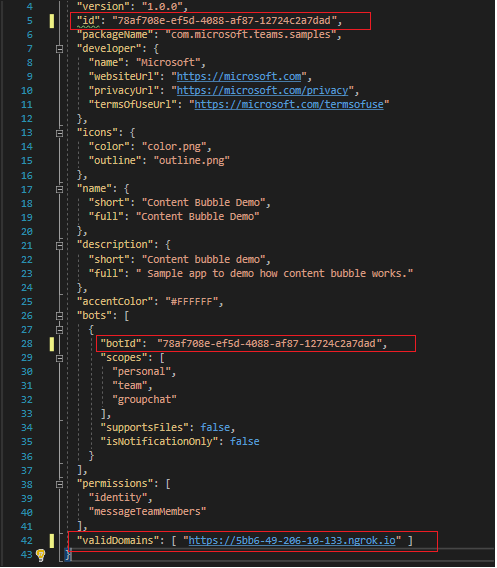 4 "version": "1.0.0",
5 "id": "78af708e-ef5d-4088-af87-12724c2a7dad",
6 "packageName": "com.microsoft.teams.samples",
7 "developer": {
8 "name": "Microsoft",
9 "websiteUrl": "https://microsoft.com",
10 "privacyUrl": "https://microsoft.com/privacy",
11 "termsOfUseUrl": "https://microsoft.com/termsofuse"
12 },
13 "icons": {
14 "color": "color.png",
15 "outline": "outline.png"
16 },
17 "name": {
18 "short": "Content Bubble Demo",
19 "full": "Content Bubble Demo"
20 },
21 "description": {
22 "short": "Content bubble demo",
23 "full": " Sample app to demo how content bubble works."
24 },
25 "accentColor": "#FFFFFF",
26 "bots": [
27 {
28 "botId": "78af708e-ef5d-4088-af87-12724c2a7dad",
29 "scopes": [
30 "personal",
31 "team",
32 "groupchat"
33 ],
34 "supportsFiles": false,
35 "isNotificationOnly": false
36 }
37 ],
38 "permissions": [
39 "identity",
40 "messageTeamMembers"
41 ],
42 "validDomains": [ "https://5bb6-49-206-10-133.ngrok.io" ]
43 }